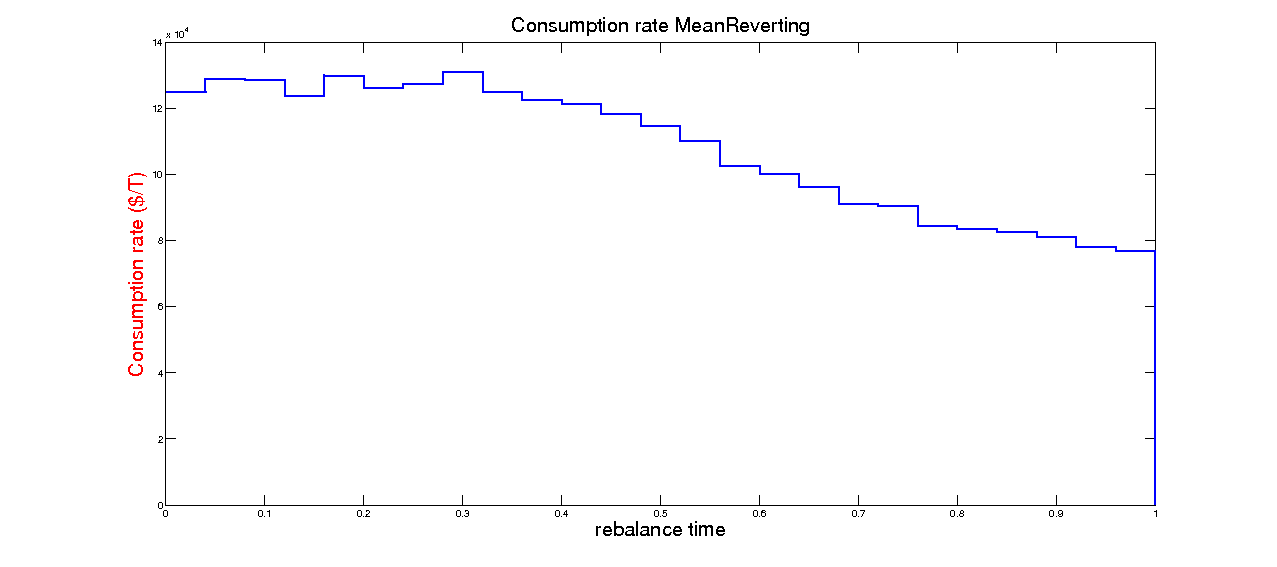 Consumption rate MeanReverting
x 10^4
14
12
10
8
6
4
2
0
Consumption rate ($/T)
0 0.1 0.2 0.3 0.4 0.5 0.6 0.7 0.8 0.9 1
rebalance time